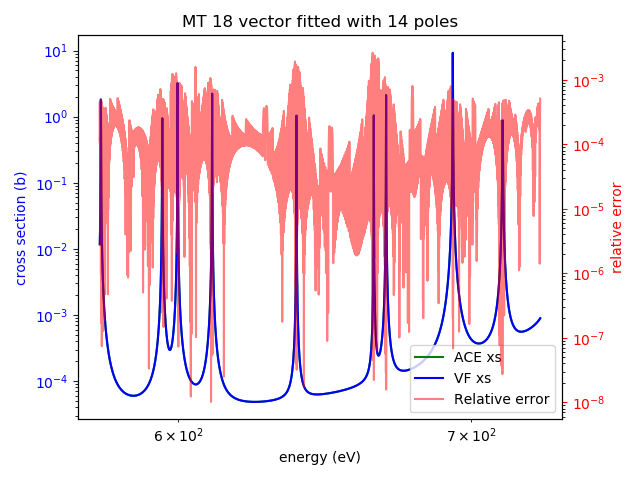 MT 18 vector fitted with 14 poles
cross section (b)
10¹
10⁰
10⁻¹
10⁻²
10⁻³
10⁻⁴
10⁻³
10⁻⁴
10⁻⁵
10⁻⁶
10⁻⁷
10⁻⁸
relative error
ACE xs
VF xs
Relative error
6 × 10² 7 × 10²
energy (eV)